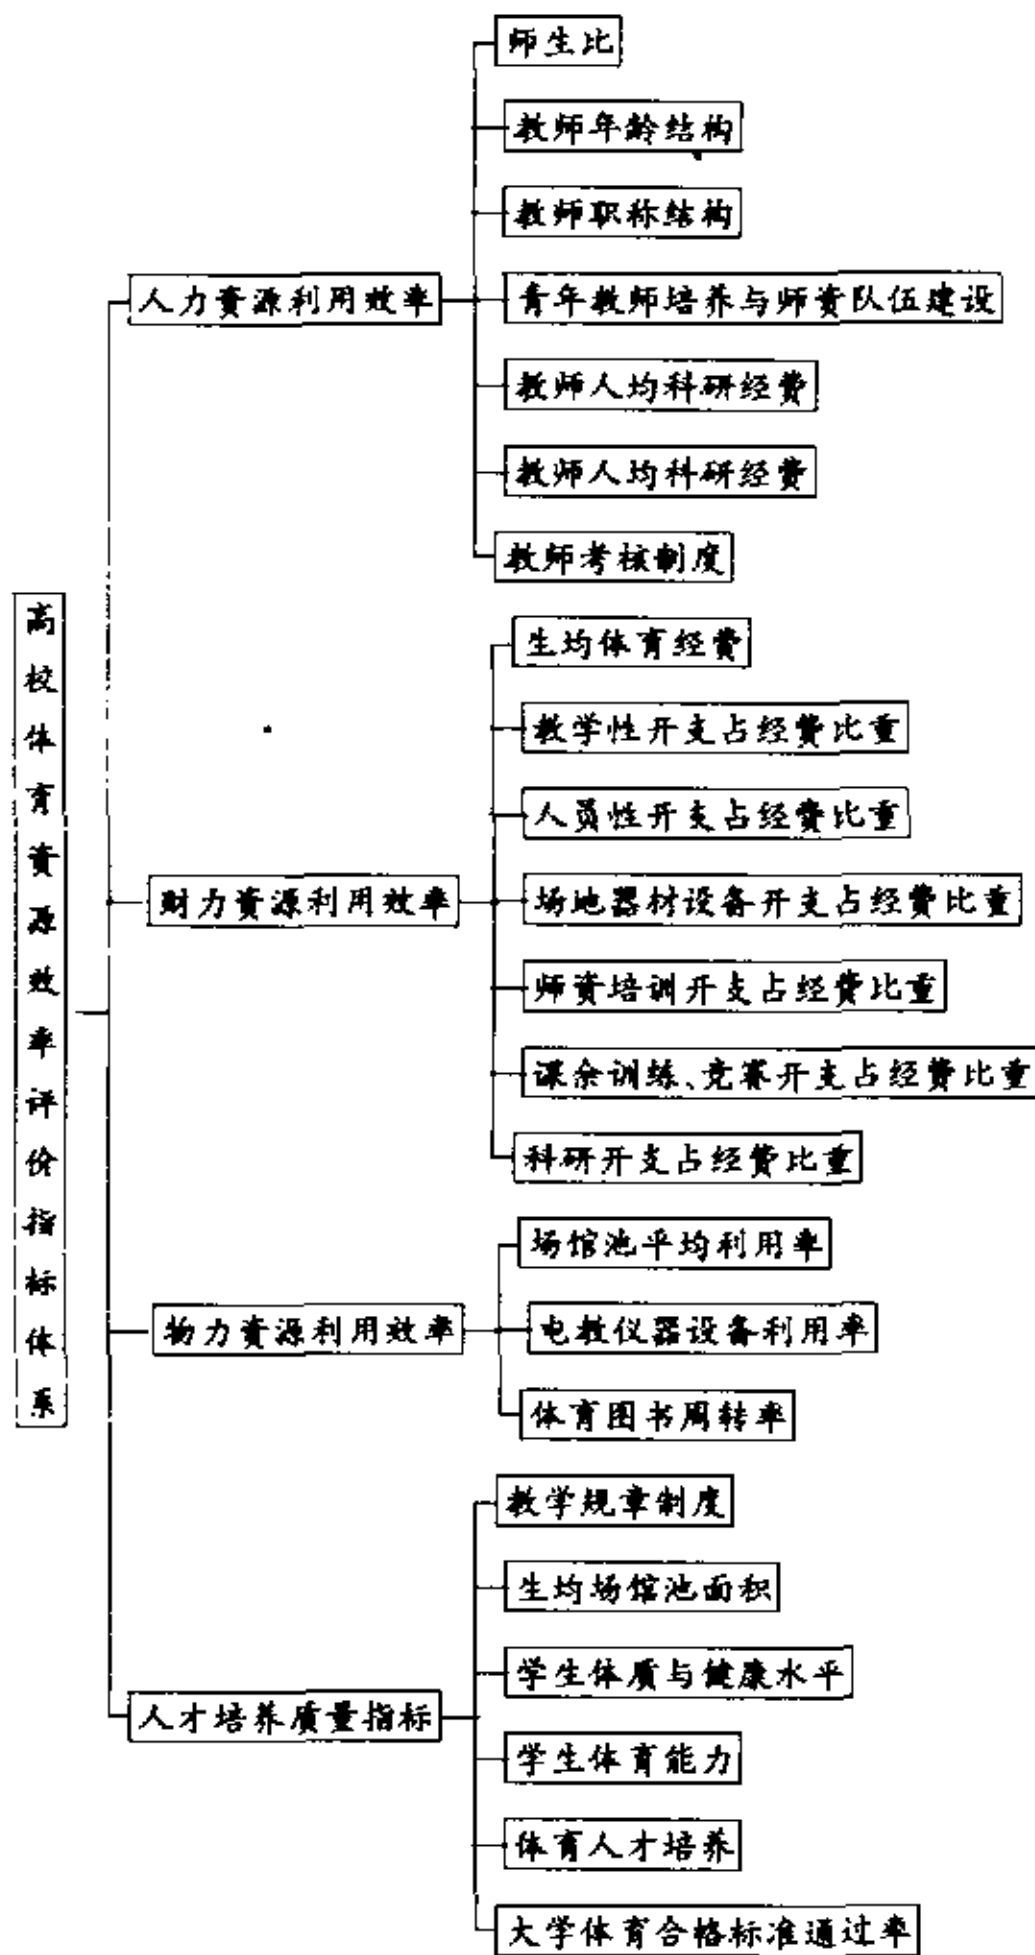 高校体育资源效率评价指标体系
人力资源利用效率
师生比
教师年龄结构
教师职称结构
青年教师培养与师资队伍建设
教师人均科研经费
教师人均科研经费
教师考核制度
财力资源利用效率
生均体育经费
教学性开支占经费比重
人员性开支占经费比重
场地器材设备开支占经费比重
师资培训开支占经费比重
课余训练、竞赛开支占经费比重
科研开支占经费比重
物力资源利用效率
场馆池平均利用率
电教仪器设备利用率
体育图书周转率
人才培养质量指标
教学规章制度
生均场馆池面积
学生体质与健康水平
学生体育能力
体育人才培养
大学体育合格标准通过率